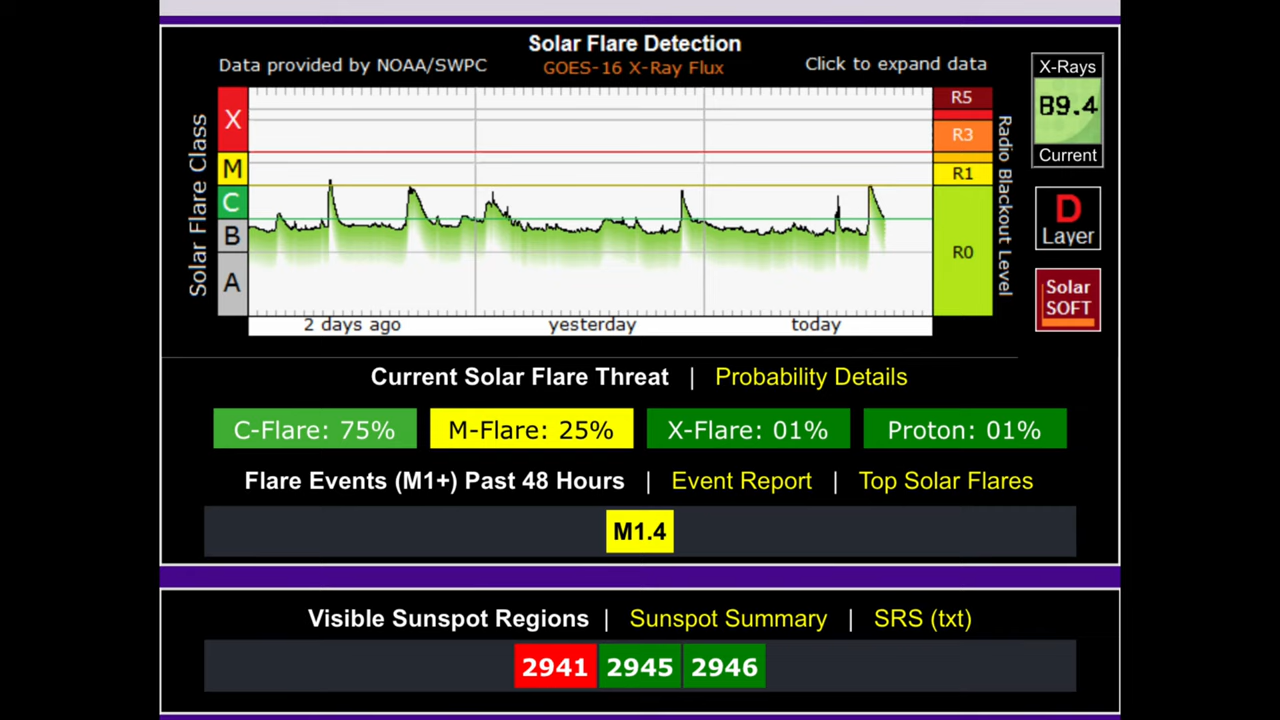 Solar Flare Detection
Data provided by NOAA/SWPC
GOES-16 X-Ray Flux
Click to expand data
Solar Flare Class
X
M
C
B
A
R5
R3
R1
R0
Radio Blackout Level
2 days ago
yesterday
today
X-Rays
B9.4
Current
D
Layer
Solar
SOFT
Current Solar Flare Threat | Probability Details
C-Flare: 75% M-Flare: 25% X-Flare: 01% Proton: 01%
Flare Events (M1+) Past 48 Hours | Event Report | Top Solar Flares
M1.4
Visible Sunspot Regions | Sunspot Summary | SRS (txt)
2941 2945 2946